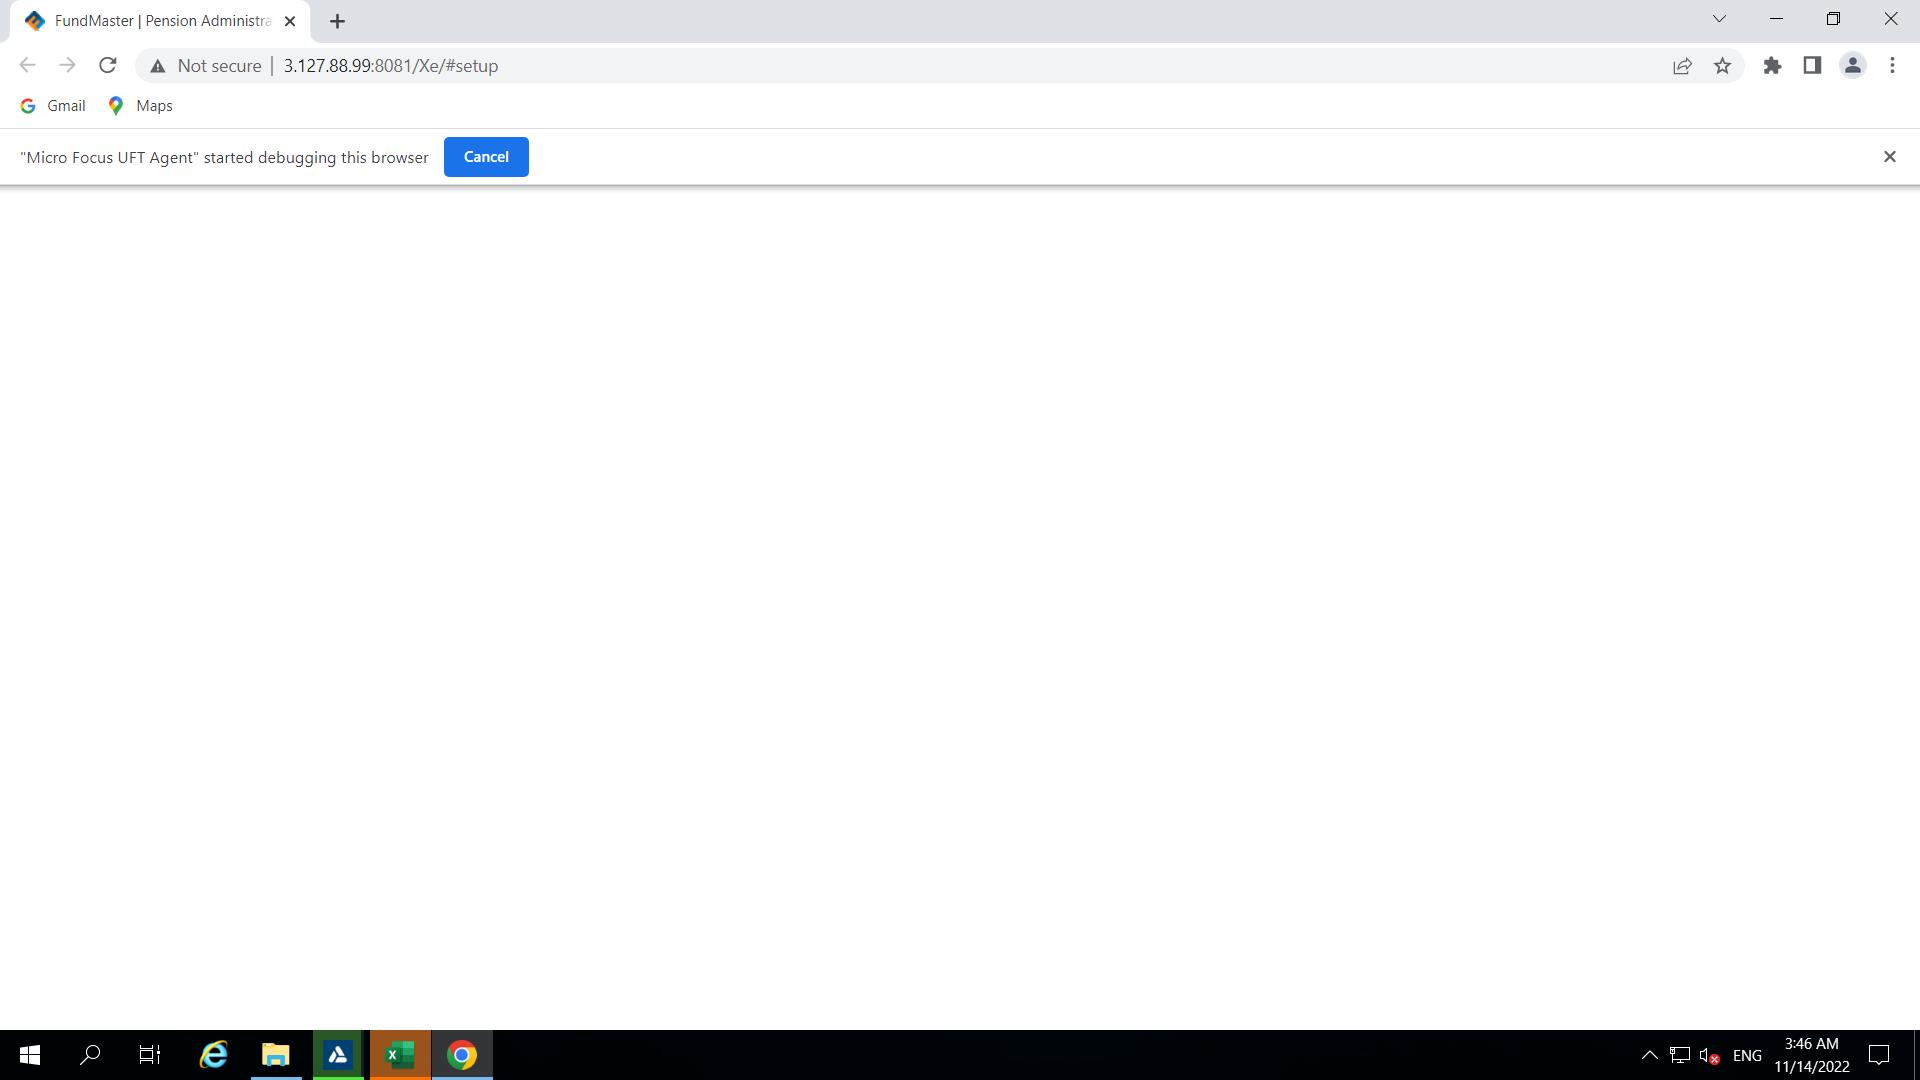 FundMaster | Pension Administra
Not secure | 3.127.88.99:8081/Xe/#setup
Gmail Maps
"Micro Focus UFT Agent" started debugging this browser Cancel
ENG
3:46 AM
11/14/2022